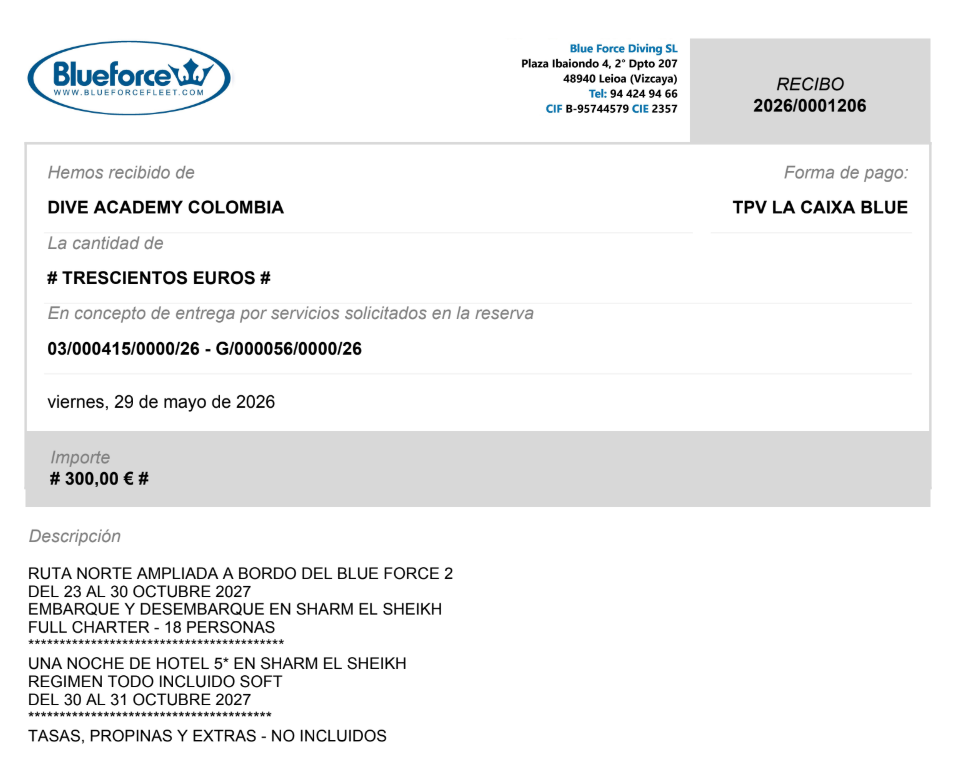 Blueforce
WWW.BLUEFORCEFLEET.COM
Blue Force Diving SL
Plaza Ibaiondo 4, 2° Dpto 207
48940 Leioa (Vizcaya)
Tel: 94 424 94 66
CIF B-95744579 CIE 2357
RECIBO
2026/0001206
Hemos recibido de
Forma de pago:
DIVE ACADEMY COLOMBIA
TPV LA CAIXA BLUE
La cantidad de
# TRESCIENTOS EUROS #
En concepto de entrega por servicios solicitados en la reserva
03/000415/0000/26 - G/000056/0000/26
viernes, 29 de mayo de 2026
Importe
# 300,00 € #
Descripción
RUTA NORTE AMPLIADA A BORDO DEL BLUE FORCE 2
DEL 23 AL 30 OCTUBRE 2027
EMBARQUE Y DESEMBARQUE EN SHARM EL SHEIKH
FULL CHARTER - 18 PERSONAS
*****************************************
UNA NOCHE DE HOTEL 5* EN SHARM EL SHEIKH
REGIMEN TODO INCLUIDO SOFT
DEL 30 AL 31 OCTUBRE 2027
***************************************
TASAS, PROPINAS Y EXTRAS - NO INCLUIDOS